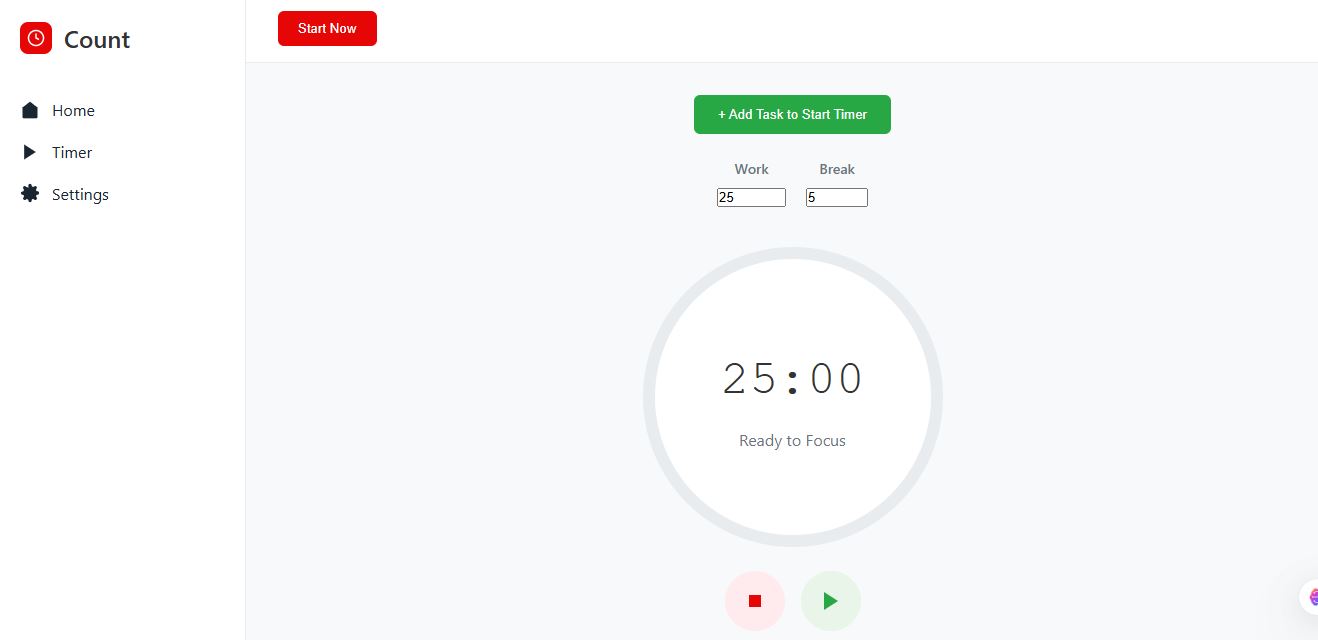 Count
Start Now
Home
Timer
Settings
+ Add Task to Start Timer
Work Break
25 5
25:00
Ready to Focus